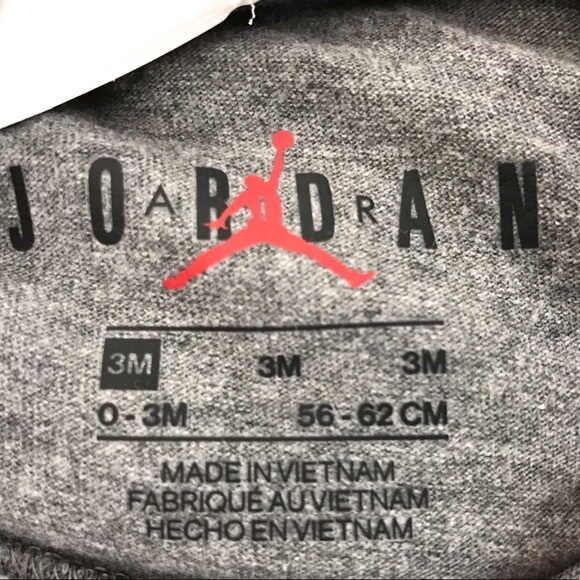 JORDAN
AIR
3M 3M 3M
0-3M 56-62 CM
MADE IN VIETNAM
FABRIQUÉ AU VIETNAM
HECHO EN VIETNAM